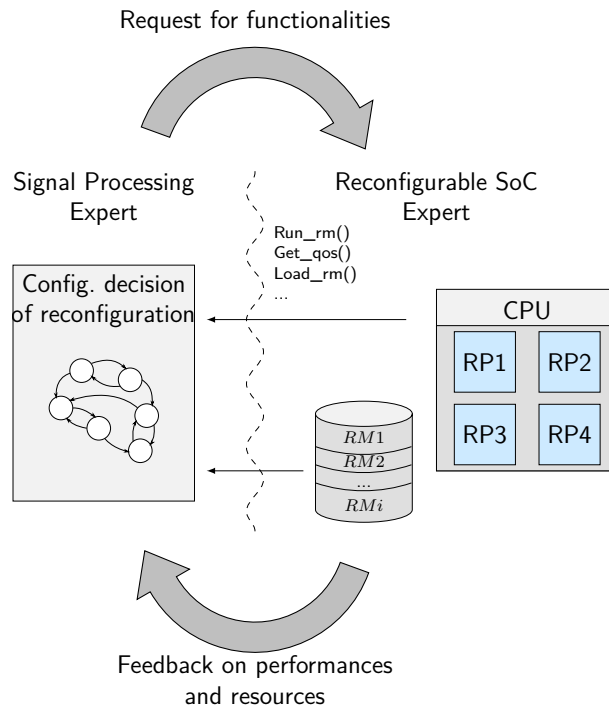 Request for functionalities
Signal Processing
Expert
Reconfigurable SoC
Expert
Run_rm()
Get_qos()
Load_rm()
...
Config. decision
of reconfiguration
CPU
RP1
RP2
RP3
RP4
RM1
RM2
...
RMi
Feedback on performances
and resources